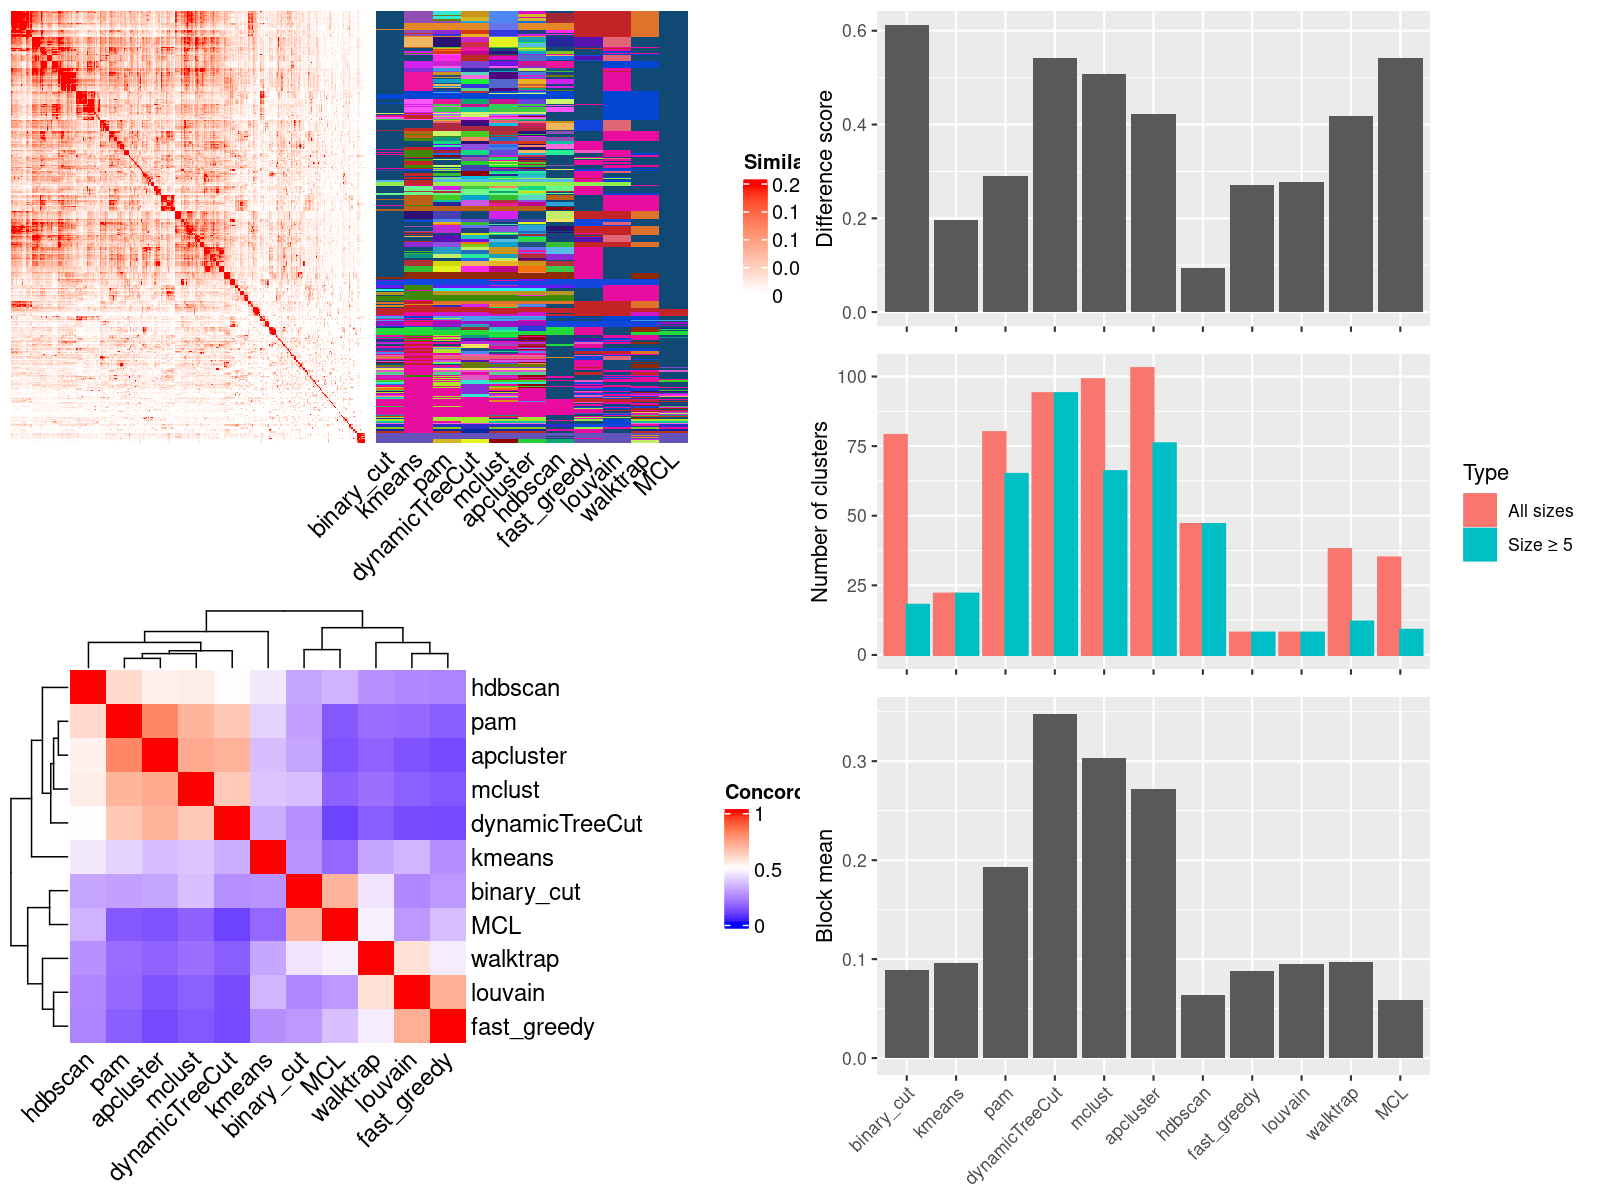 Simila
0.2
0.1
0.1
0.0
0
binary_cut
kmeans
pam
dynamicTreeCut
mclust
apcluster
hdbscan
fast_greedy
louvain
walktrap
MCL
hdbscan
pam
apcluster
mclust
dynamicTreeCut
kmeans
binary_cut
MCL
walktrap
louvain
fast_greedy
hdbscan
pam
apcluster
mclust
dynamicTreeCut
kmeans
binary_cut
MCL
walktrap
louvain
fast_greedy
Concord
1
0.5
0
Difference score
0.6
0.4
0.2
0.0
Number of clusters
100
75
50
25
0
Type
All sizes
Size ≥ 5
Block mean
0.3
0.2
0.1
0.0
binary_cut
kmeans
pam
dynamicTreeCut
mclust
apcluster
hdbscan
fast_greedy
louvain
walktrap
MCL